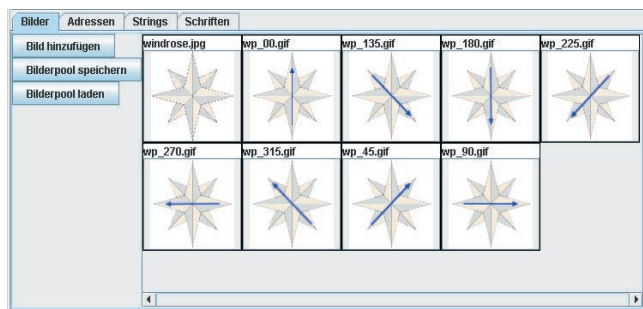 Bilder Adressen Strings Schriften
Bild hinzufügen
Bilderpool speichern
Bilderpool laden
windrose.jpg wp_00.gif wp_135.gif wp_180.gif wp_225.gif
wp_270.gif wp_315.gif wp_45.gif wp_90.gif